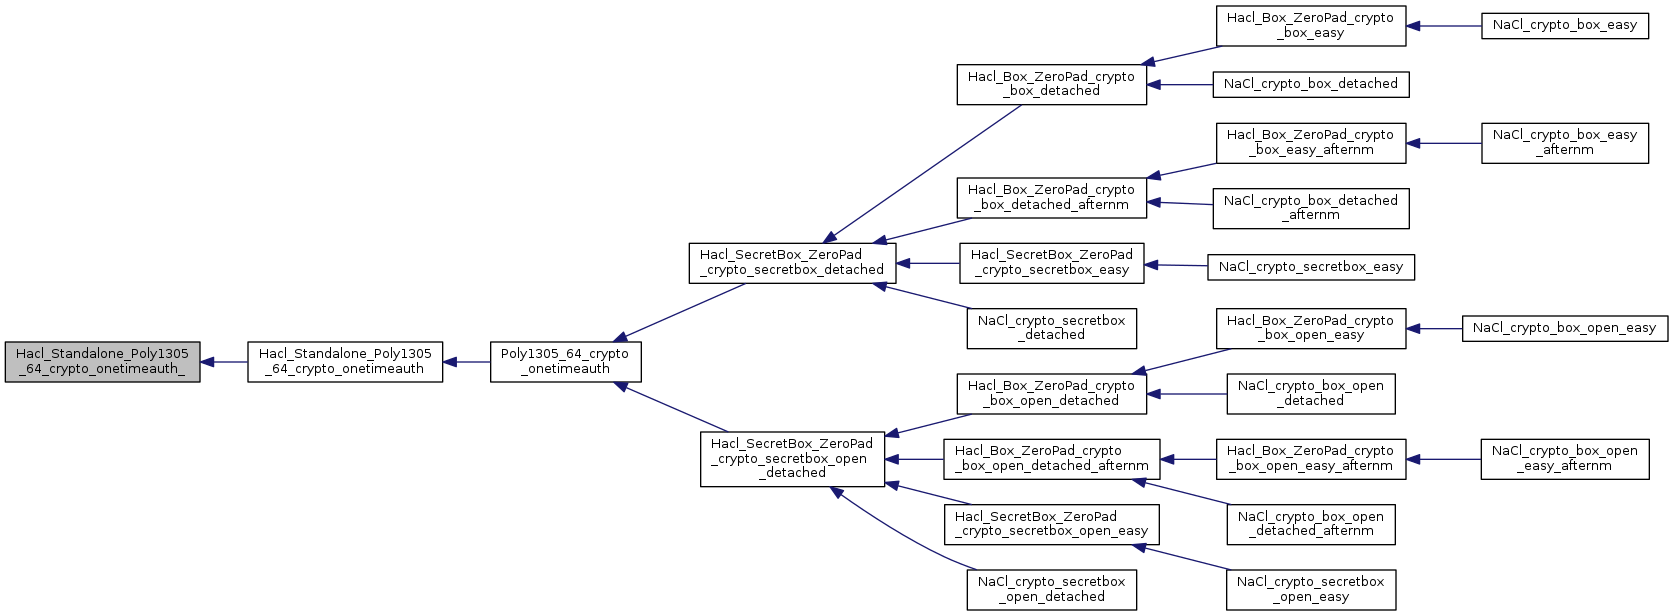 Hacl_Standalone_Poly1305
_64_crypto_onetimeauth_
Hacl_Standalone_Poly1305
_64_crypto_onetimeauth
Poly1305_64_crypto
_onetimeauth
Hacl_SecretBox_ZeroPad
_crypto_secretbox_detached
Hacl_Box_ZeroPad_crypto
_box_detached
Hacl_Box_ZeroPad_crypto
_box_easy
NaCl_crypto_box_easy
NaCl_crypto_box_detached
Hacl_Box_ZeroPad_crypto
_box_detached_afternm
Hacl_Box_ZeroPad_crypto
_box_easy_afternm
NaCl_crypto_box_easy
_afternm
NaCl_crypto_box_detached
_afternm
Hacl_SecretBox_ZeroPad
_crypto_secretbox_easy
NaCl_crypto_secretbox_easy
NaCl_crypto_secretbox
_detached
Hacl_SecretBox_ZeroPad
_crypto_secretbox_open
_detached
Hacl_Box_ZeroPad_crypto
_box_open_detached
Hacl_Box_ZeroPad_crypto
_box_open_easy
NaCl_crypto_box_open_easy
NaCl_crypto_box_open
_detached
Hacl_Box_ZeroPad_crypto
_box_open_detached_afternm
Hacl_Box_ZeroPad_crypto
_box_open_easy_afternm
NaCl_crypto_box_open
_easy_afternm
NaCl_crypto_box_open
_detached_afternm
Hacl_SecretBox_ZeroPad
_crypto_secretbox_open_easy
NaCl_crypto_secretbox
_open_easy
NaCl_crypto_secretbox
_open_detached